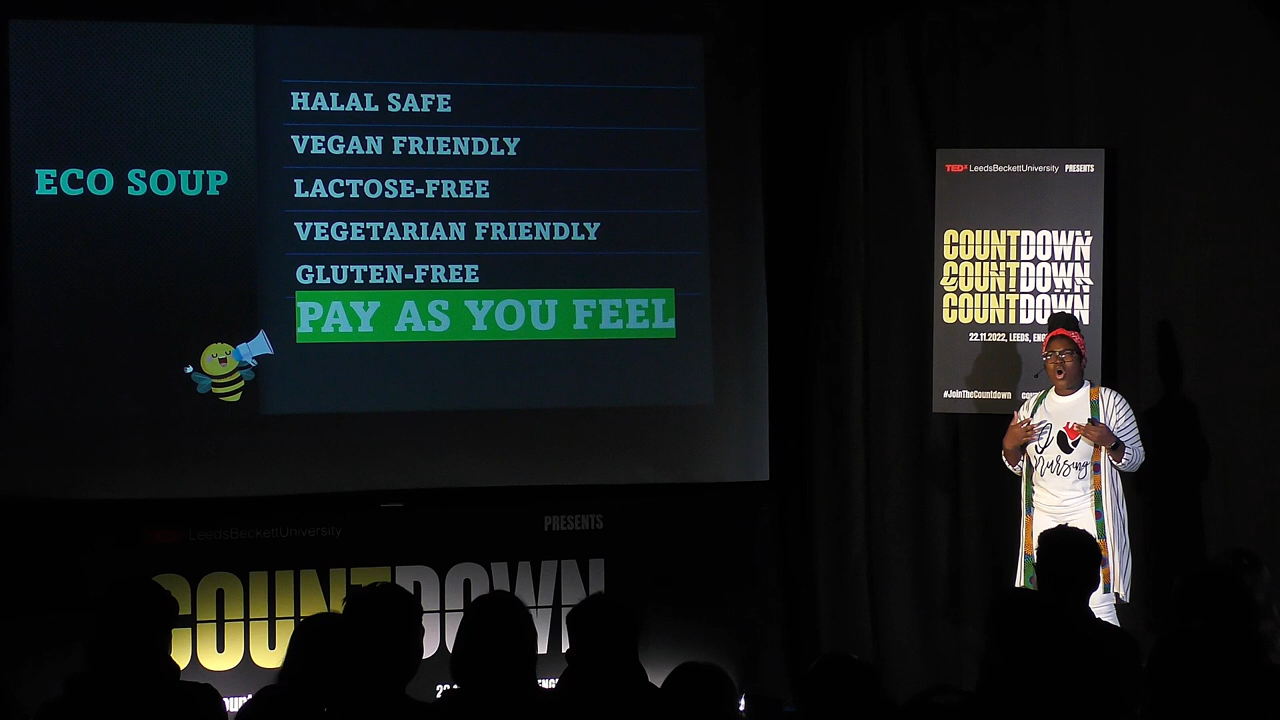 ECO SOUP
HALAL SAFE
VEGAN FRIENDLY
LACTOSE-FREE
VEGETARIAN FRIENDLY
GLUTEN-FREE
PAY AS YOU FEEL
TEDx LeedsBeckettUniversity PRESENTS
COUNTDOWN
COUNTDOWN
COUNTDOWN
22.11.2022, LEEDS,
#JoinTheCountdown
I
nursing
LeedsBeckettUniversity
PRESENTS
COUNTDOWN